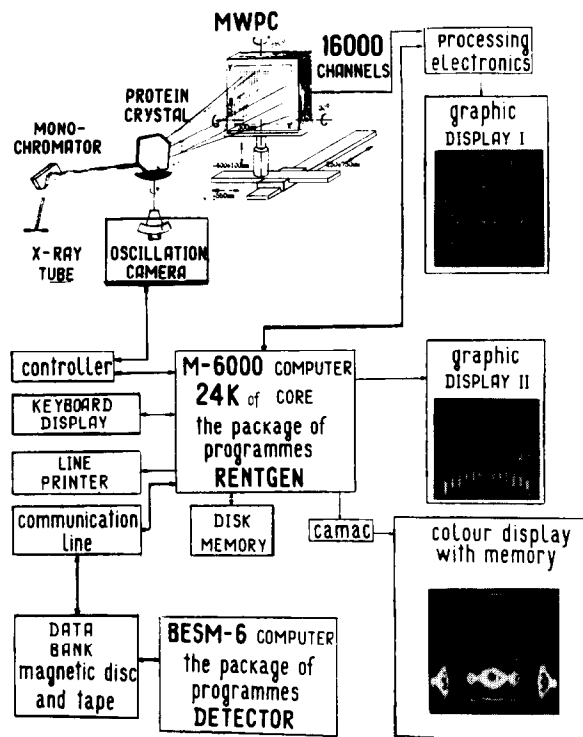 MWPC
16000
CHANNELS
processing
electronics
PROTEIN
CRYSTAL
MONO-
CHROMATOR
X-RAY
TUBE
OSCILLATION
CAMERA
graphic
DISPLAY I
controller
M-6000 COMPUTER
24K of CORE
the package of
programmes
RENTGEN
KEYBOARD
DISPLAY
LINE
PRINTER
communication
line
DISK
MEMORY
camac
graphic
DISPLAY II
colour display
with memory
DATA
BANK
magnetic disc
and tape
BESM-6 COMPUTER
the package of
programmes
DETECTOR